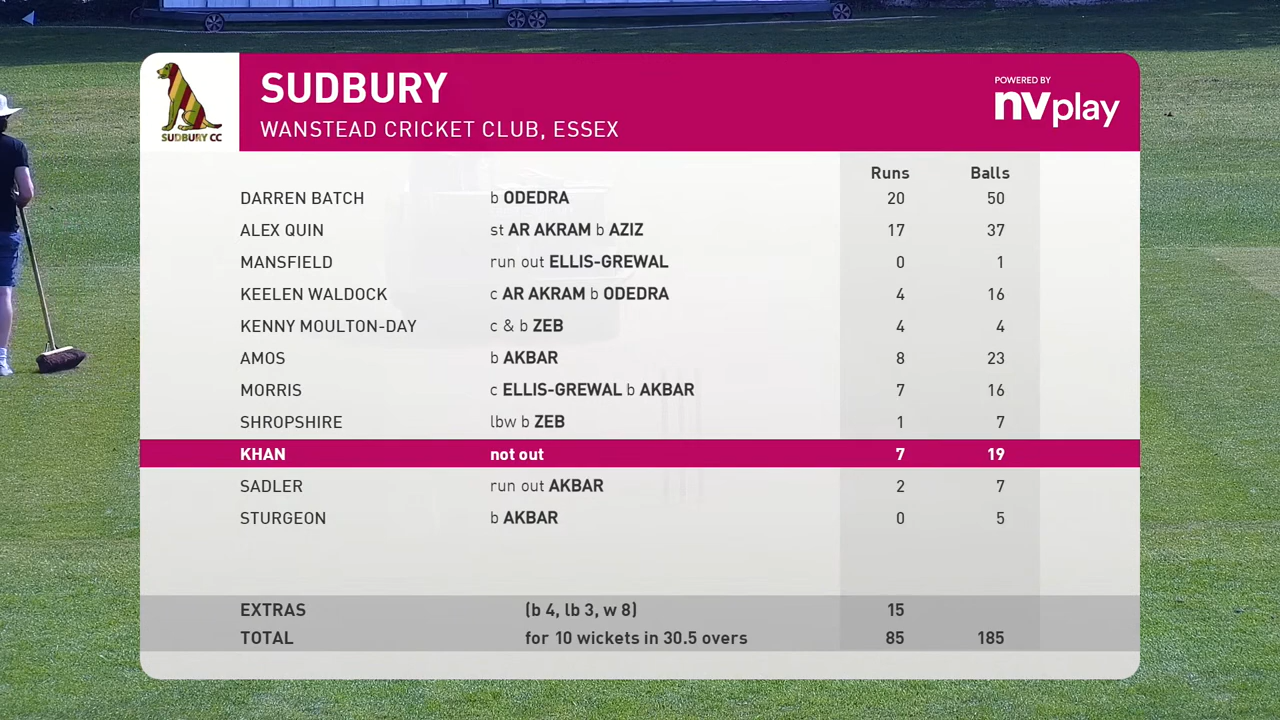 SUDBURY
WANSTEAD CRICKET CLUB, ESSEX
SUDBURY CC
POWERED BY
nvplay
Runs Balls
DARREN BATCH b ODEDRA 20 50
ALEX QUIN st AR AKRAM b AZIZ 17 37
MANSFIELD run out ELLIS-GREWAL 0 1
KEELEN WALDOCK c AR AKRAM b ODEDRA 4 16
KENNY MOULTON-DAY c & b ZEB 4 4
AMOS b AKBAR 8 23
MORRIS c ELLIS-GREWAL b AKBAR 7 16
SHROPSHIRE lbw b ZEB 1 7
KHAN not out 7 19
SADLER run out AKBAR 2 7
STURGEON b AKBAR 0 5
EXTRAS (b 4, lb 3, w 8) 15
TOTAL for 10 wickets in 30.5 overs 85 185